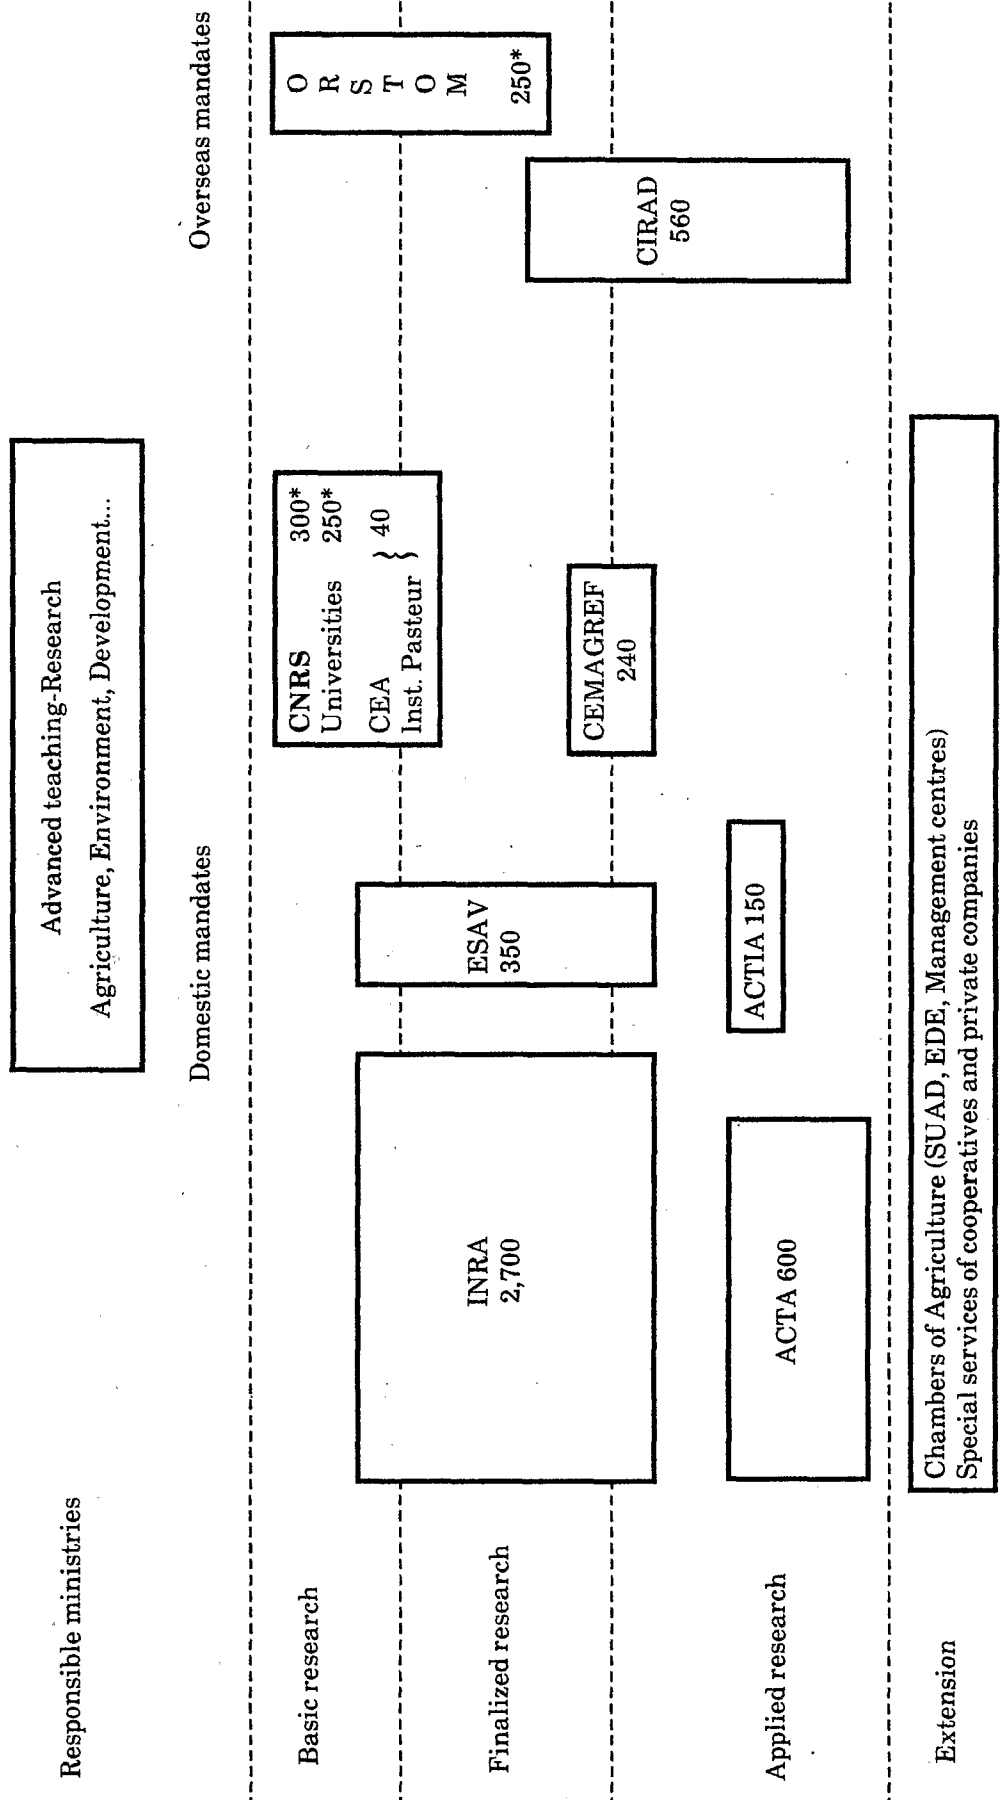 Responsible ministries
Advanced teaching-Research
Agriculture, Environment, Development...
Domestic mandates
Overseas mandates
Basic research
CNRS 300*
Universities 250*
CEA
Inst. Pasteur } 40
O
R
S
T
O
M
250*
Finalized research
INRA
2,700
ESAV
350
CEMAGREF
240
CIRAD
560
Applied research
ACTA 600
ACTIA 150
Extension
Chambers of Agriculture (SUAD, EDE, Management centres)
Special services of cooperatives and private companies